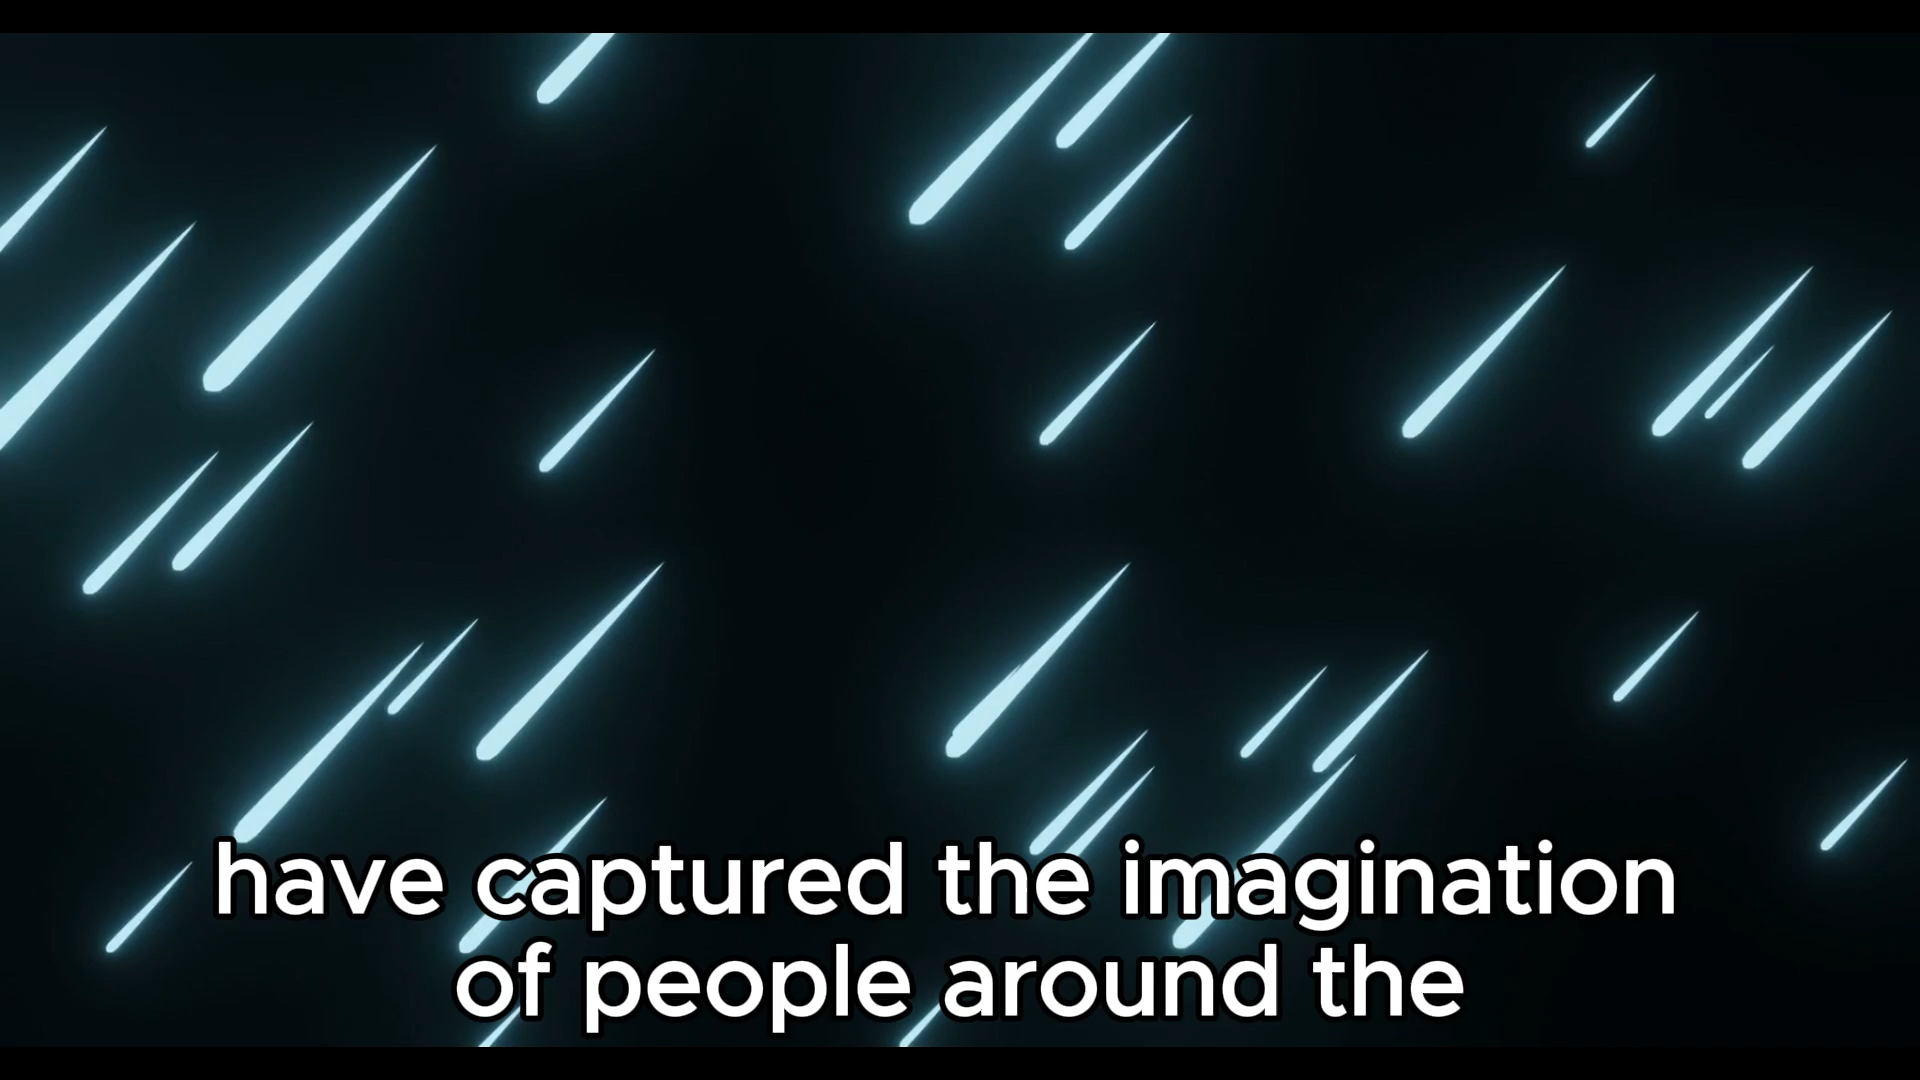 have captured the imagination
of people around the